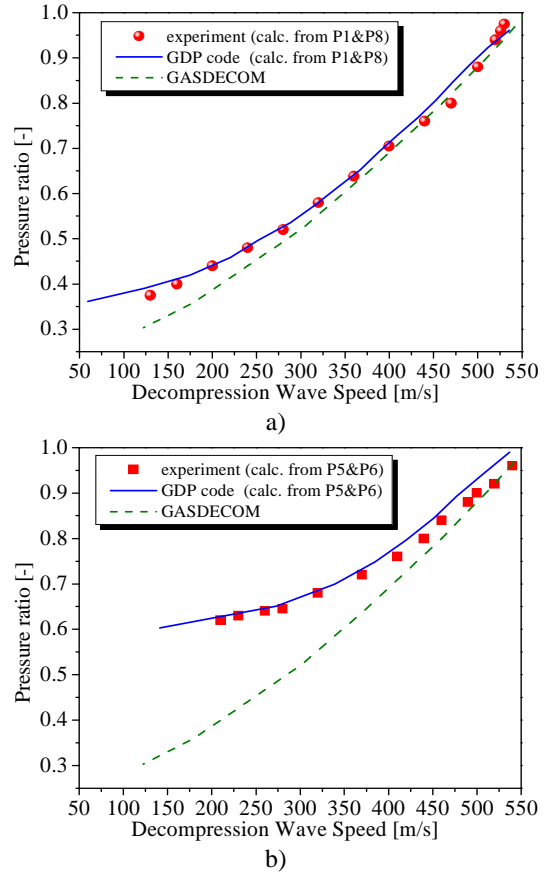 1.0
0.9
0.8
0.7
0.6
0.5
0.4
0.3
Pressure ratio [-]
experiment (calc. from P1&P8)
GDP code (calc. from P1&P8)
GASDECOM
50 100 150 200 250 300 350 400 450 500 550
Decompression Wave Speed [m/s]
a)
1.0
0.9
0.8
0.7
0.6
0.5
0.4
0.3
Pressure ratio [-]
experiment (calc. from P5&P6)
GDP code (calc. from P5&P6)
GASDECOM
50 100 150 200 250 300 350 400 450 500 550
Decompression Wave Speed [m/s]
b)